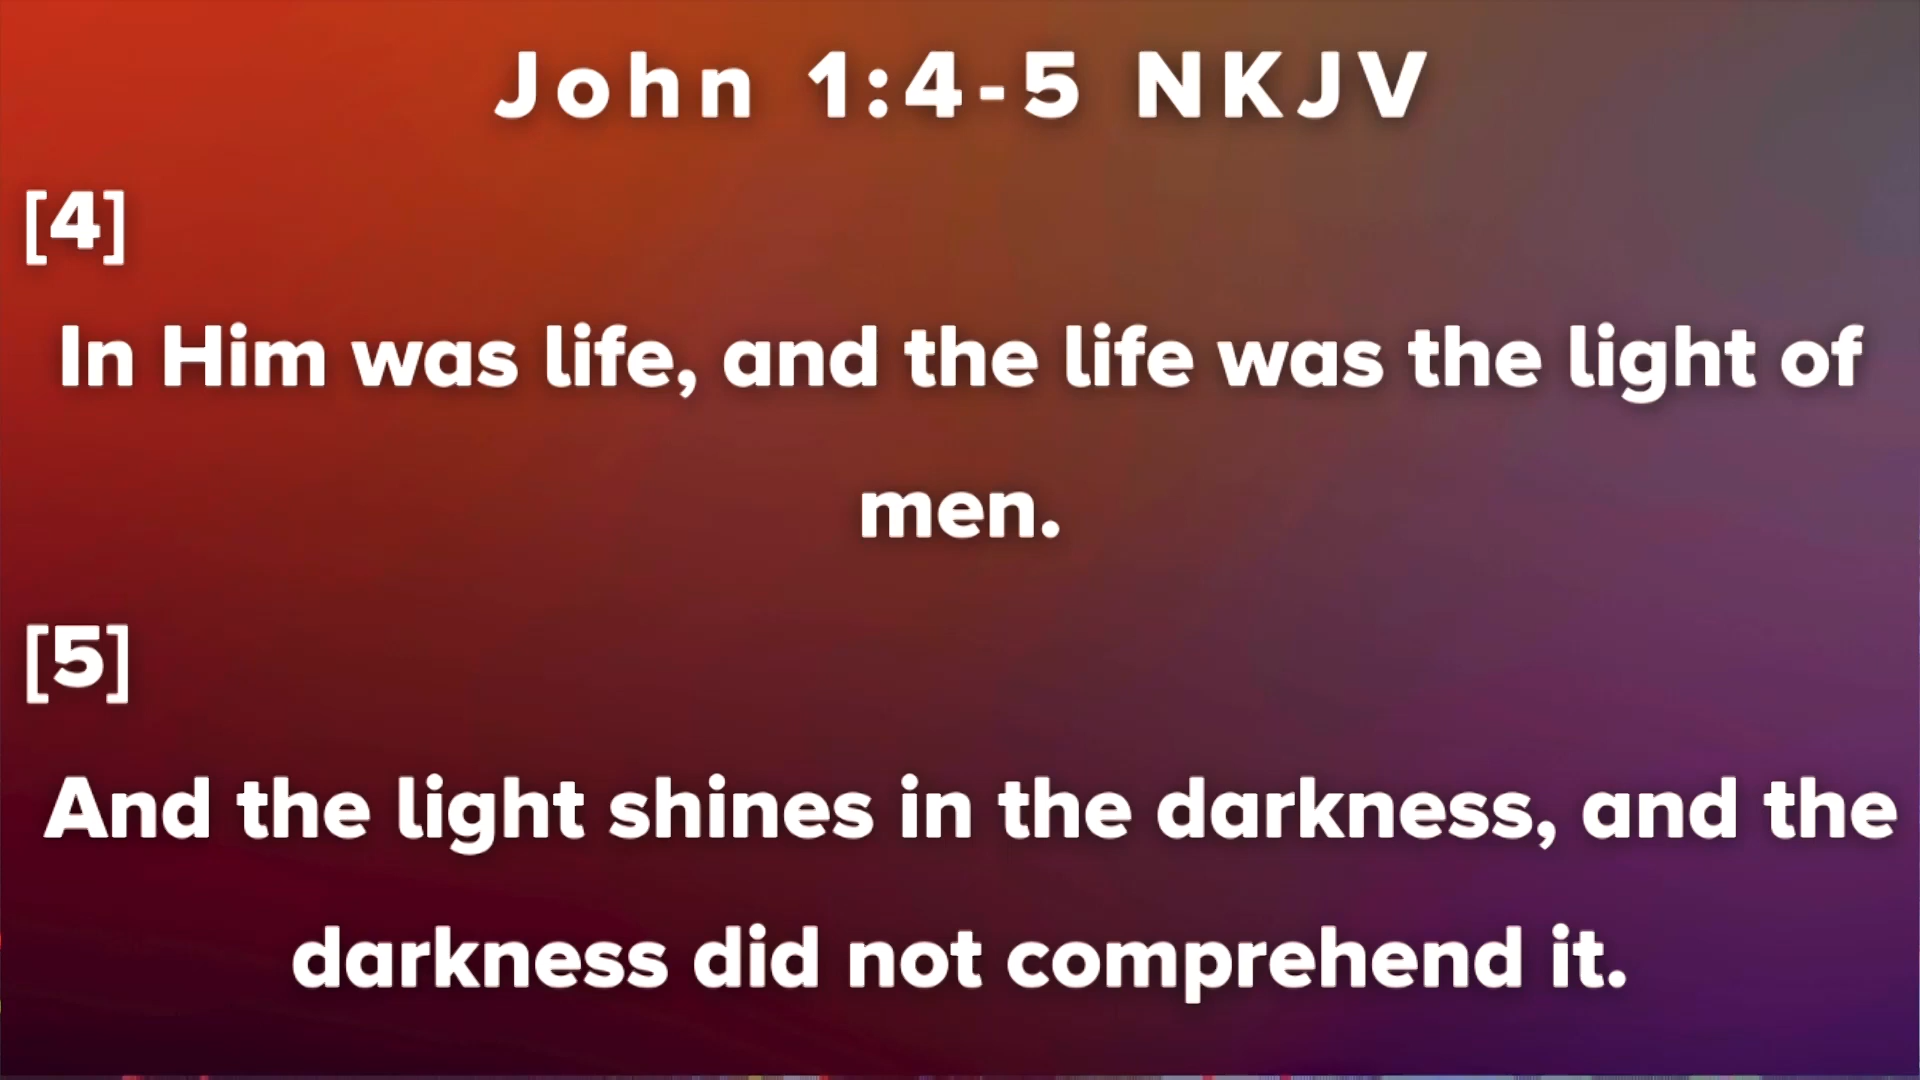 John 1:4-5 NKJV
[4]
In Him was life, and the life was the light of
men.
[5]
And the light shines in the darkness, and the
darkness did not comprehend it.